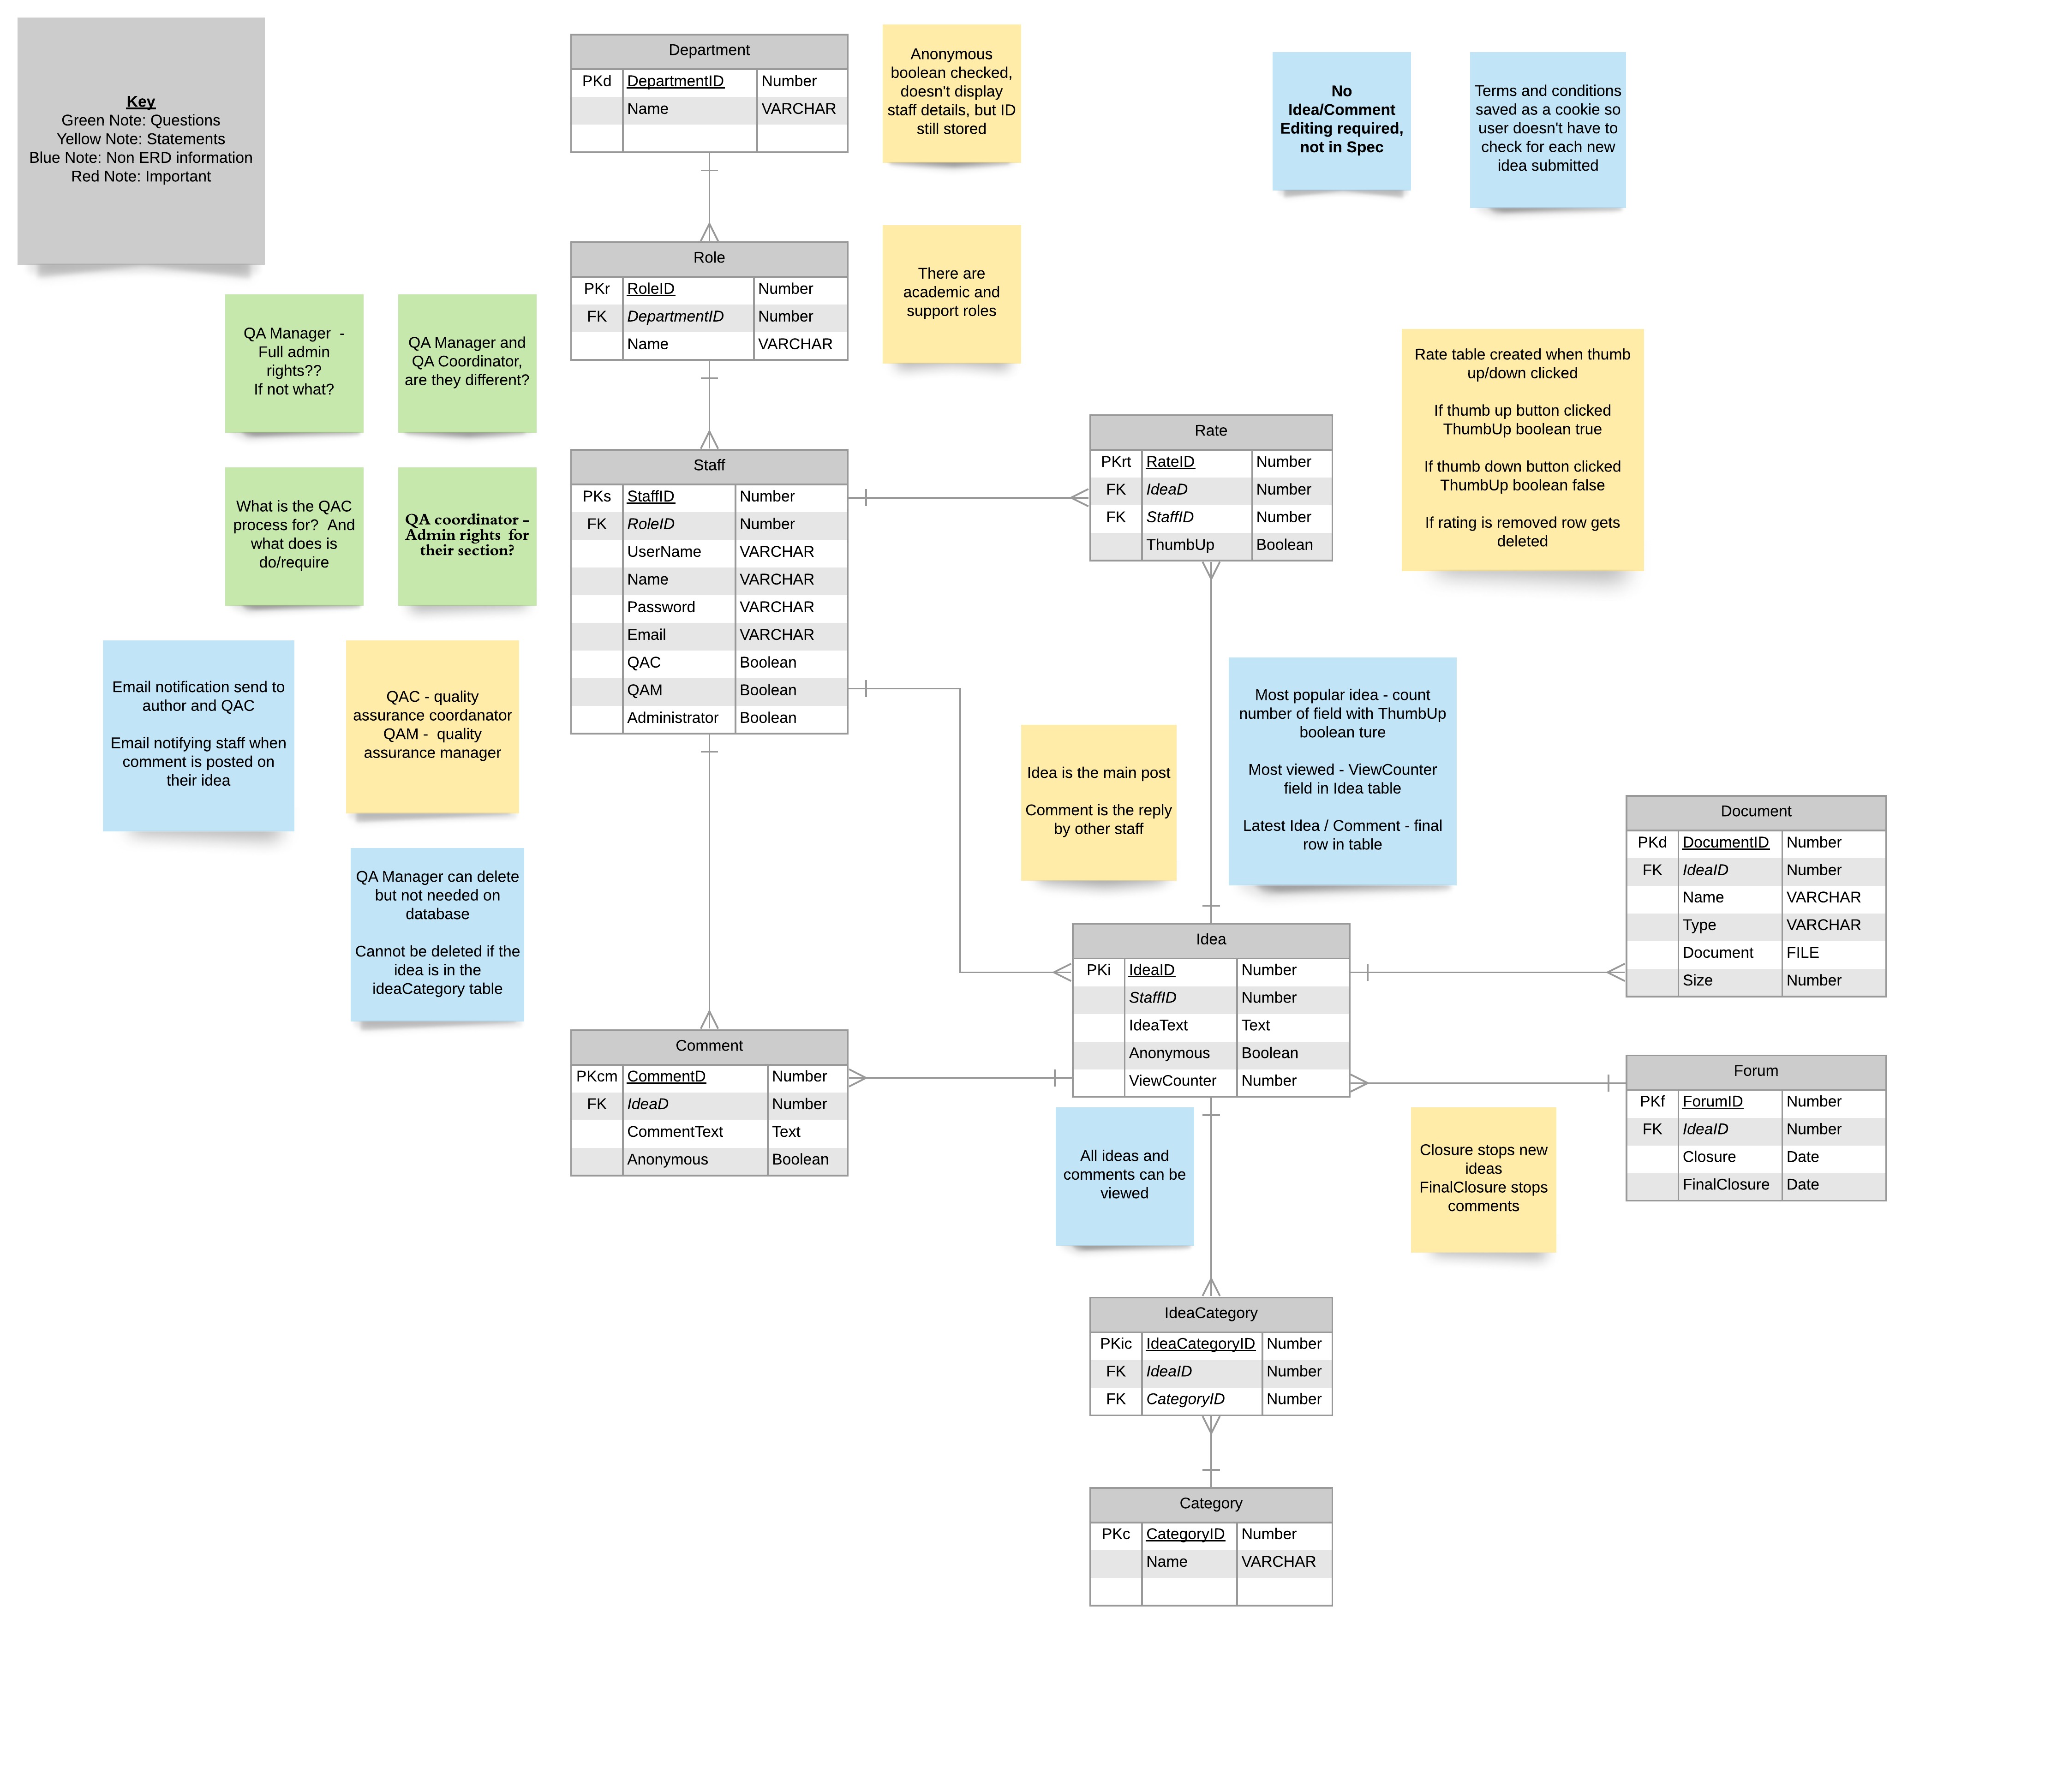 Key
Green Note: Questions
Yellow Note: Statements
Blue Note: Non ERD information
Red Note: Important
Department
PKd DepartmentID Number
Name VARCHAR
Anonymous
boolean checked,
doesn't display
staff details, but ID
still stored
No
Idea/Comment
Editing required,
not in Spec
Terms and conditions
saved as a cookie so
user doesn't have to
check for each new
idea submitted
Role
PKr RoleID Number
FK DepartmentID Number
Name VARCHAR
There are
academic and
support roles
QA Manager -
Full admin
rights??
If not what?
QA Manager and
QA Coordinator,
are they different?
What is the QAC
process for? And
what does is
do/require
QA coordinator -
Admin rights for
their section?
Staff
PKs StaffID Number
FK RoleID Number
UserName VARCHAR
Name VARCHAR
Password VARCHAR
Email VARCHAR
QAC Boolean
QAM Boolean
Administrator Boolean
Rate
PKrt RateID Number
FK IdeaD Number
FK StaffID Number
ThumbUp Boolean
Rate table created when thumb
up/down clicked
If thumb up button clicked
ThumbUp boolean true
If thumb down button clicked
ThumbUp boolean false
If rating is removed row gets
deleted
Email notification send to
author and QAC
Email notifying staff when
comment is posted on
their idea
QAC - quality
assurance coordanator
QAM - quality
assurance manager
QA Manager can delete
but not needed on
database
Cannot be deleted if the
idea is in the
ideaCategory table
Idea is the main post
Comment is the reply
by other staff
Most popular idea - count
number of field with ThumbUp
boolean ture
Most viewed - ViewCounter
field in Idea table
Latest Idea / Comment - final
row in table
Document
PKd DocumentID Number
FK IdeaID Number
Name VARCHAR
Type VARCHAR
Document FILE
Size Number
Idea
PKi IdeaID Number
StaffID Number
IdeaText Text
Anonymous Boolean
ViewCounter Number
Comment
PKcm CommentD Number
FK IdeaD Number
CommentText Text
Anonymous Boolean
Forum
PKf ForumID Number
FK IdeaID Number
Closure Date
FinalClosure Date
All ideas and
comments can be
viewed
Closure stops new
ideas
FinalClosure stops
comments
IdeaCategory
PKic IdeaCategoryID Number
FK IdeaID Number
FK CategoryID Number
Category
PKc CategoryID Number
Name VARCHAR